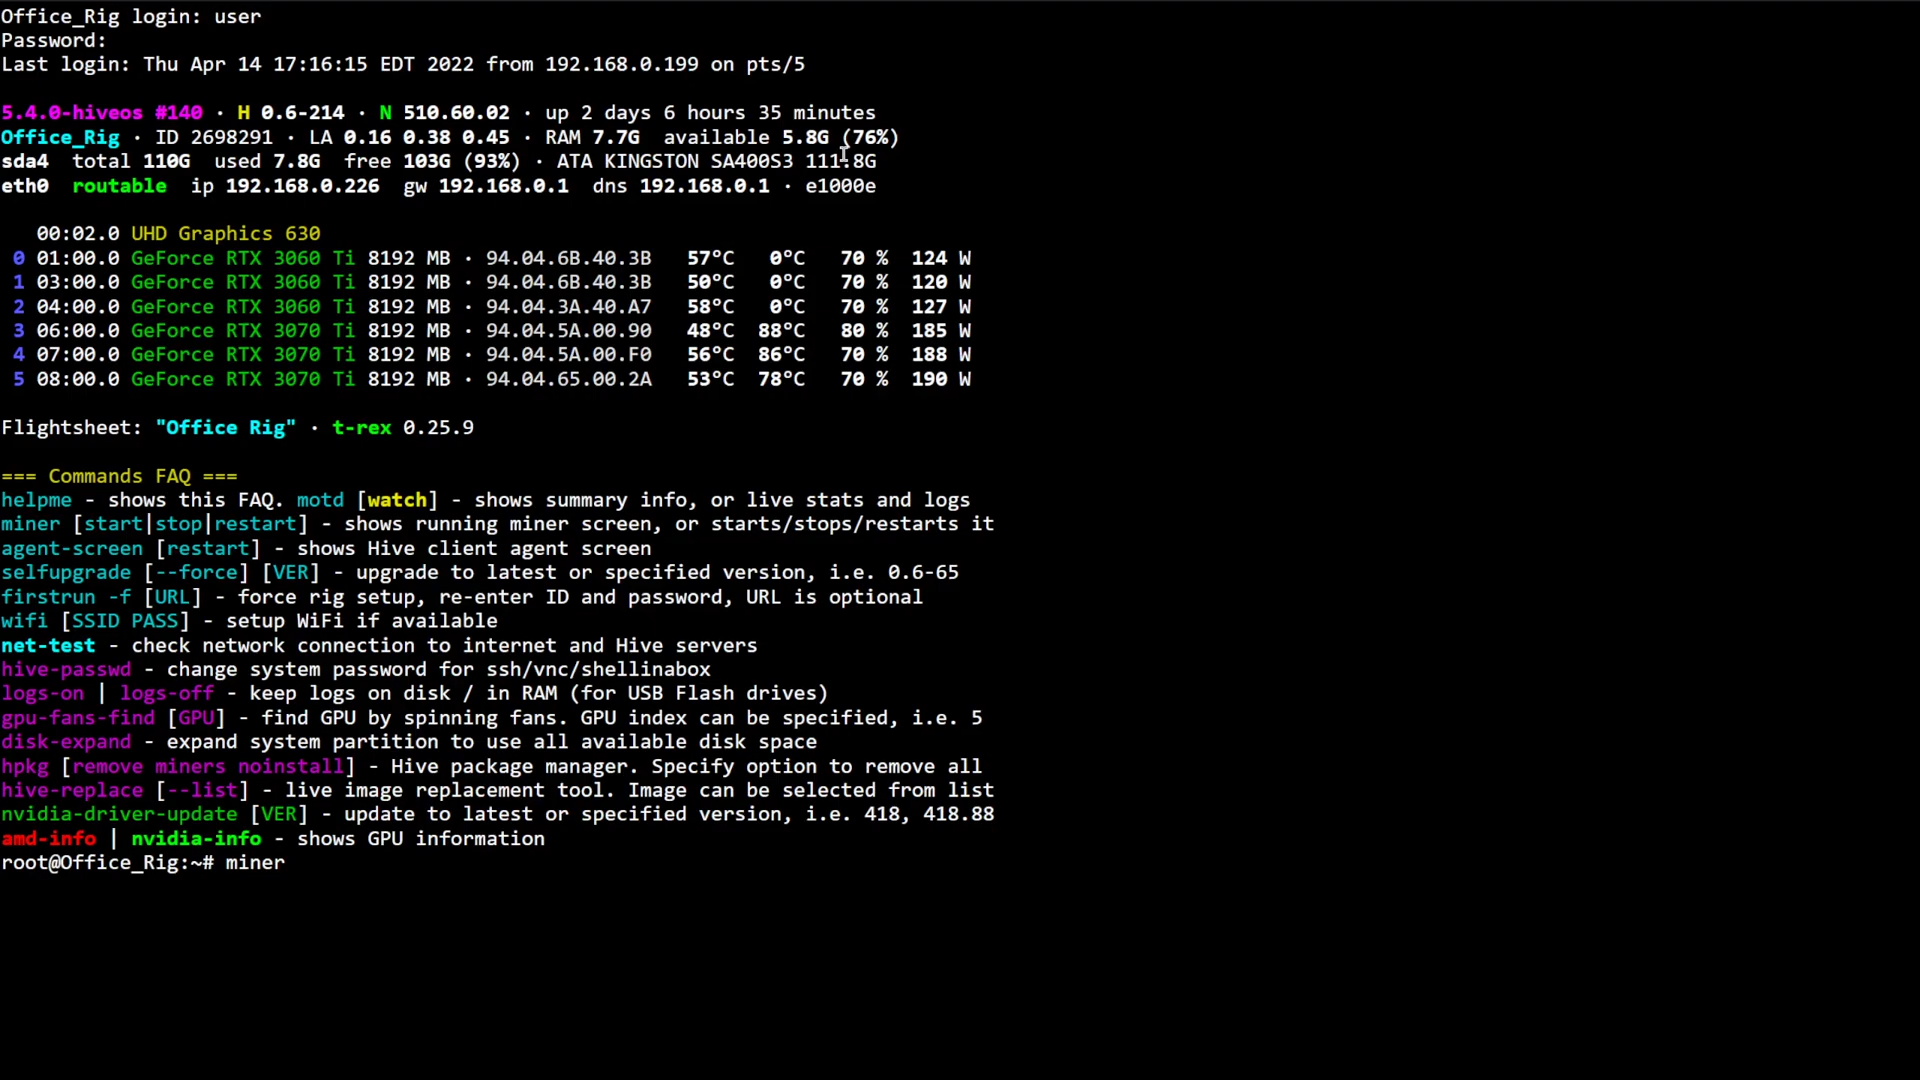 Office_Rig login: user
Password:
Last login: Thu Apr 14 17:16:15 EDT 2022 from 192.168.0.199 on pts/5
5.4.0-hiveos #140 · H 0.6-214 · N 510.60.02 · up 2 days 6 hours 35 minutes
Office_Rig · ID 2698291 · LA 0.16 0.38 0.45 · RAM 7.7G available 5.8G (76%)
sda4 total 110G used 7.8G free 103G (93%) · ATA KINGSTON SA400S3 111.8G
eth0 routable ip 192.168.0.226 gw 192.168.0.1 dns 192.168.0.1 · e1000e
00:02.0 UHD Graphics 630
0 01:00.0 GeForce RTX 3060 Ti 8192 MB · 94.04.6B.40.3B 57°C 0°C 70 % 124 W
1 03:00.0 GeForce RTX 3060 Ti 8192 MB · 94.04.6B.40.3B 50°C 0°C 70 % 120 W
2 04:00.0 GeForce RTX 3060 Ti 8192 MB · 94.04.3A.40.A7 58°C 0°C 70 % 127 W
3 06:00.0 GeForce RTX 3070 Ti 8192 MB · 94.04.5A.00.90 48°C 88°C 80 % 185 W
4 07:00.0 GeForce RTX 3070 Ti 8192 MB · 94.04.5A.00.F0 56°C 86°C 70 % 188 W
5 08:00.0 GeForce RTX 3070 Ti 8192 MB · 94.04.65.00.2A 53°C 78°C 70 % 190 W
Flightsheet: "Office Rig" · t-rex 0.25.9
=== Commands FAQ ===
helpme - shows this FAQ. motd [watch] - shows summary info, or live stats and logs
miner [start|stop|restart] - shows running miner screen, or starts/stops/restarts it
agent-screen [restart] - shows Hive client agent screen
selfupgrade [--force] [VER] - upgrade to latest or specified version, i.e. 0.6-65
firstrun -f [URL] - force rig setup, re-enter ID and password, URL is optional
wifi [SSID PASS] - setup WiFi if available
net-test - check network connection to internet and Hive servers
hive-passwd - change system password for ssh/vnc/shellinabox
logs-on | logs-off - keep logs on disk / in RAM (for USB Flash drives)
gpu-fans-find [GPU] - find GPU by spinning fans. GPU index can be specified, i.e. 5
disk-expand - expand system partition to use all available disk space
hpkg [remove miners noinstall] - Hive package manager. Specify option to remove all
hive-replace [--list] - live image replacement tool. Image can be selected from list
nvidia-driver-update [VER] - update to latest or specified version, i.e. 418, 418.88
amd-info | nvidia-info - shows GPU information
root@Office_Rig:~# miner